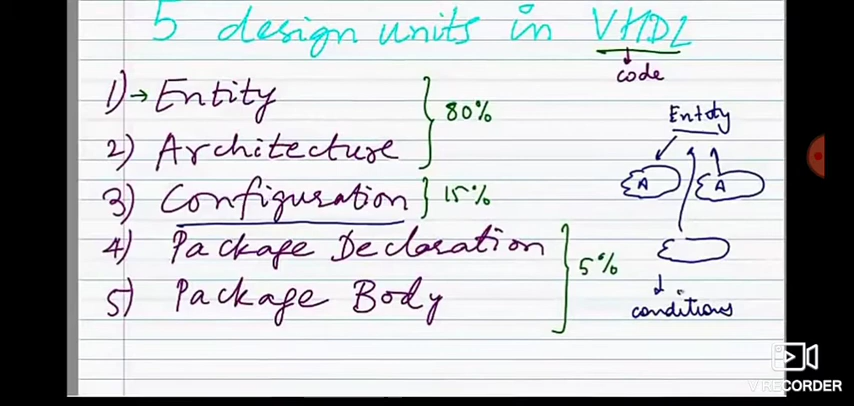 5 design units in VHDL
code
1) → Entity
2) Architecture
80%
3) Configuration
15%
4) Package Declaration
5) Package Body
5%
Entity
A A
conditions
V RECORDER